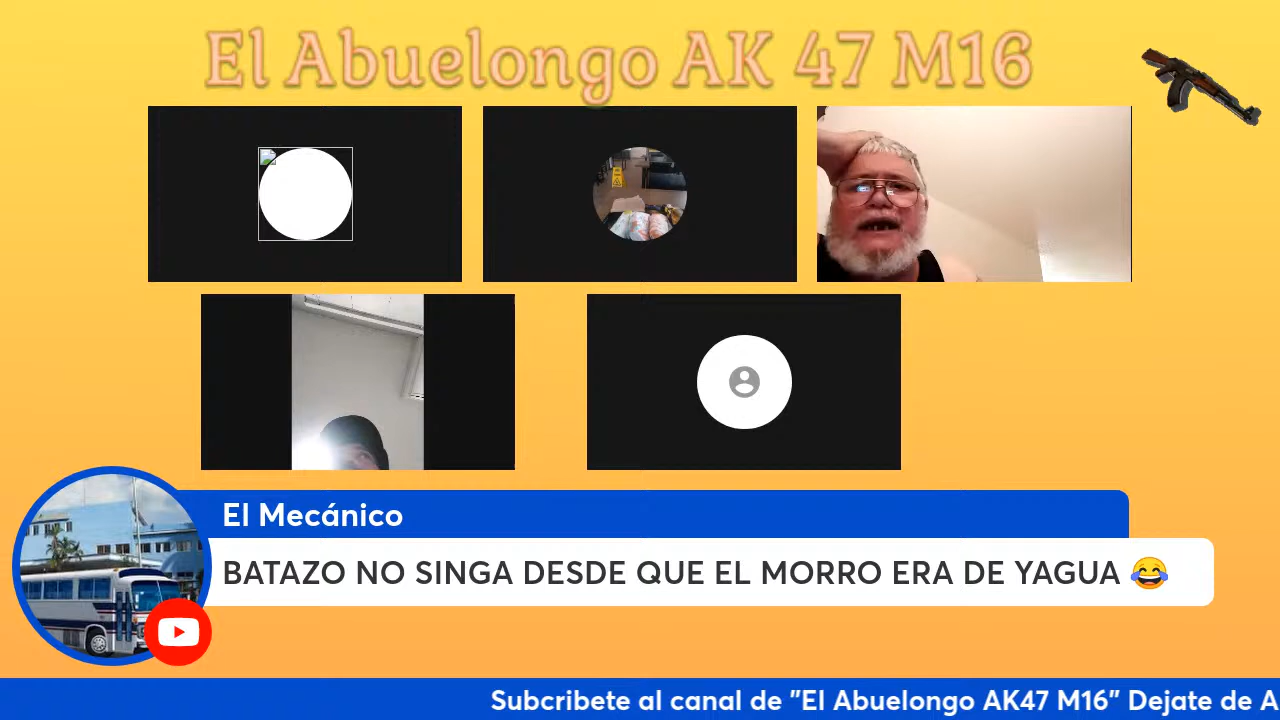 El Abuelongo AK 47 M16
El Mecánico
BATAZO NO SINGA DESDE QUE EL MORRO ERA DE YAGUA 😂
Subcribete al canal de "El Abuelongo AK47 M16" Dejate de A